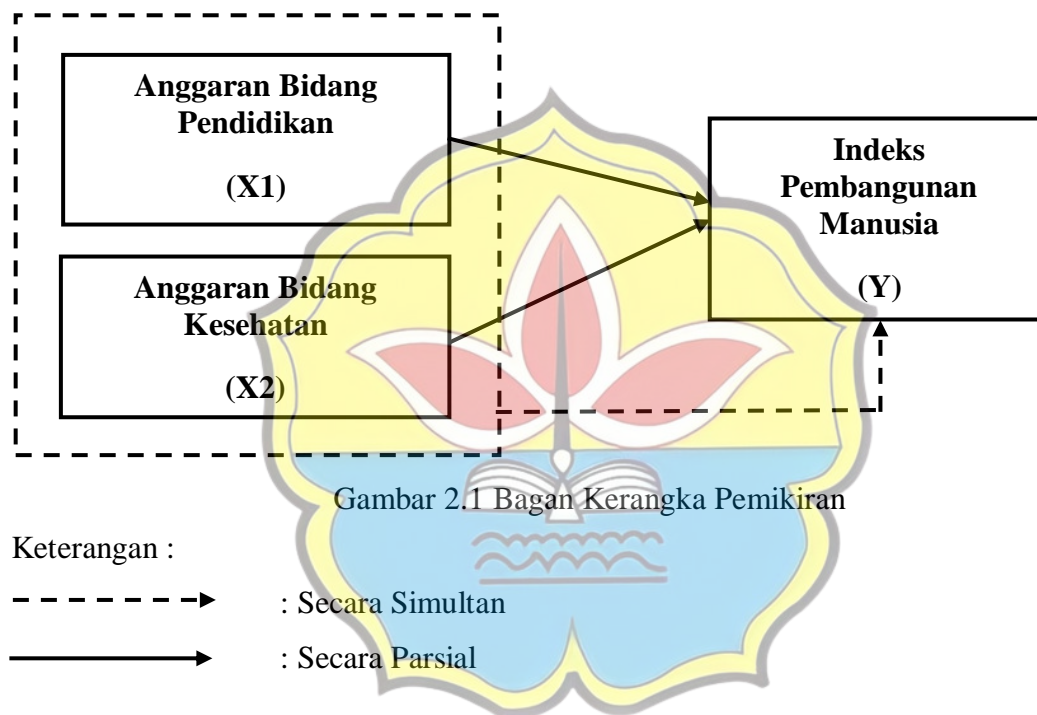 Anggaran Bidang
Pendidikan
(X1)
Anggaran Bidang
Kesehatan
(X2)
Indeks
Pembangunan
Manusia
(Y)
Gambar 2.1 Bagan Kerangka Pemikiran
Keterangan :
: Secara Simultan
: Secara Parsial